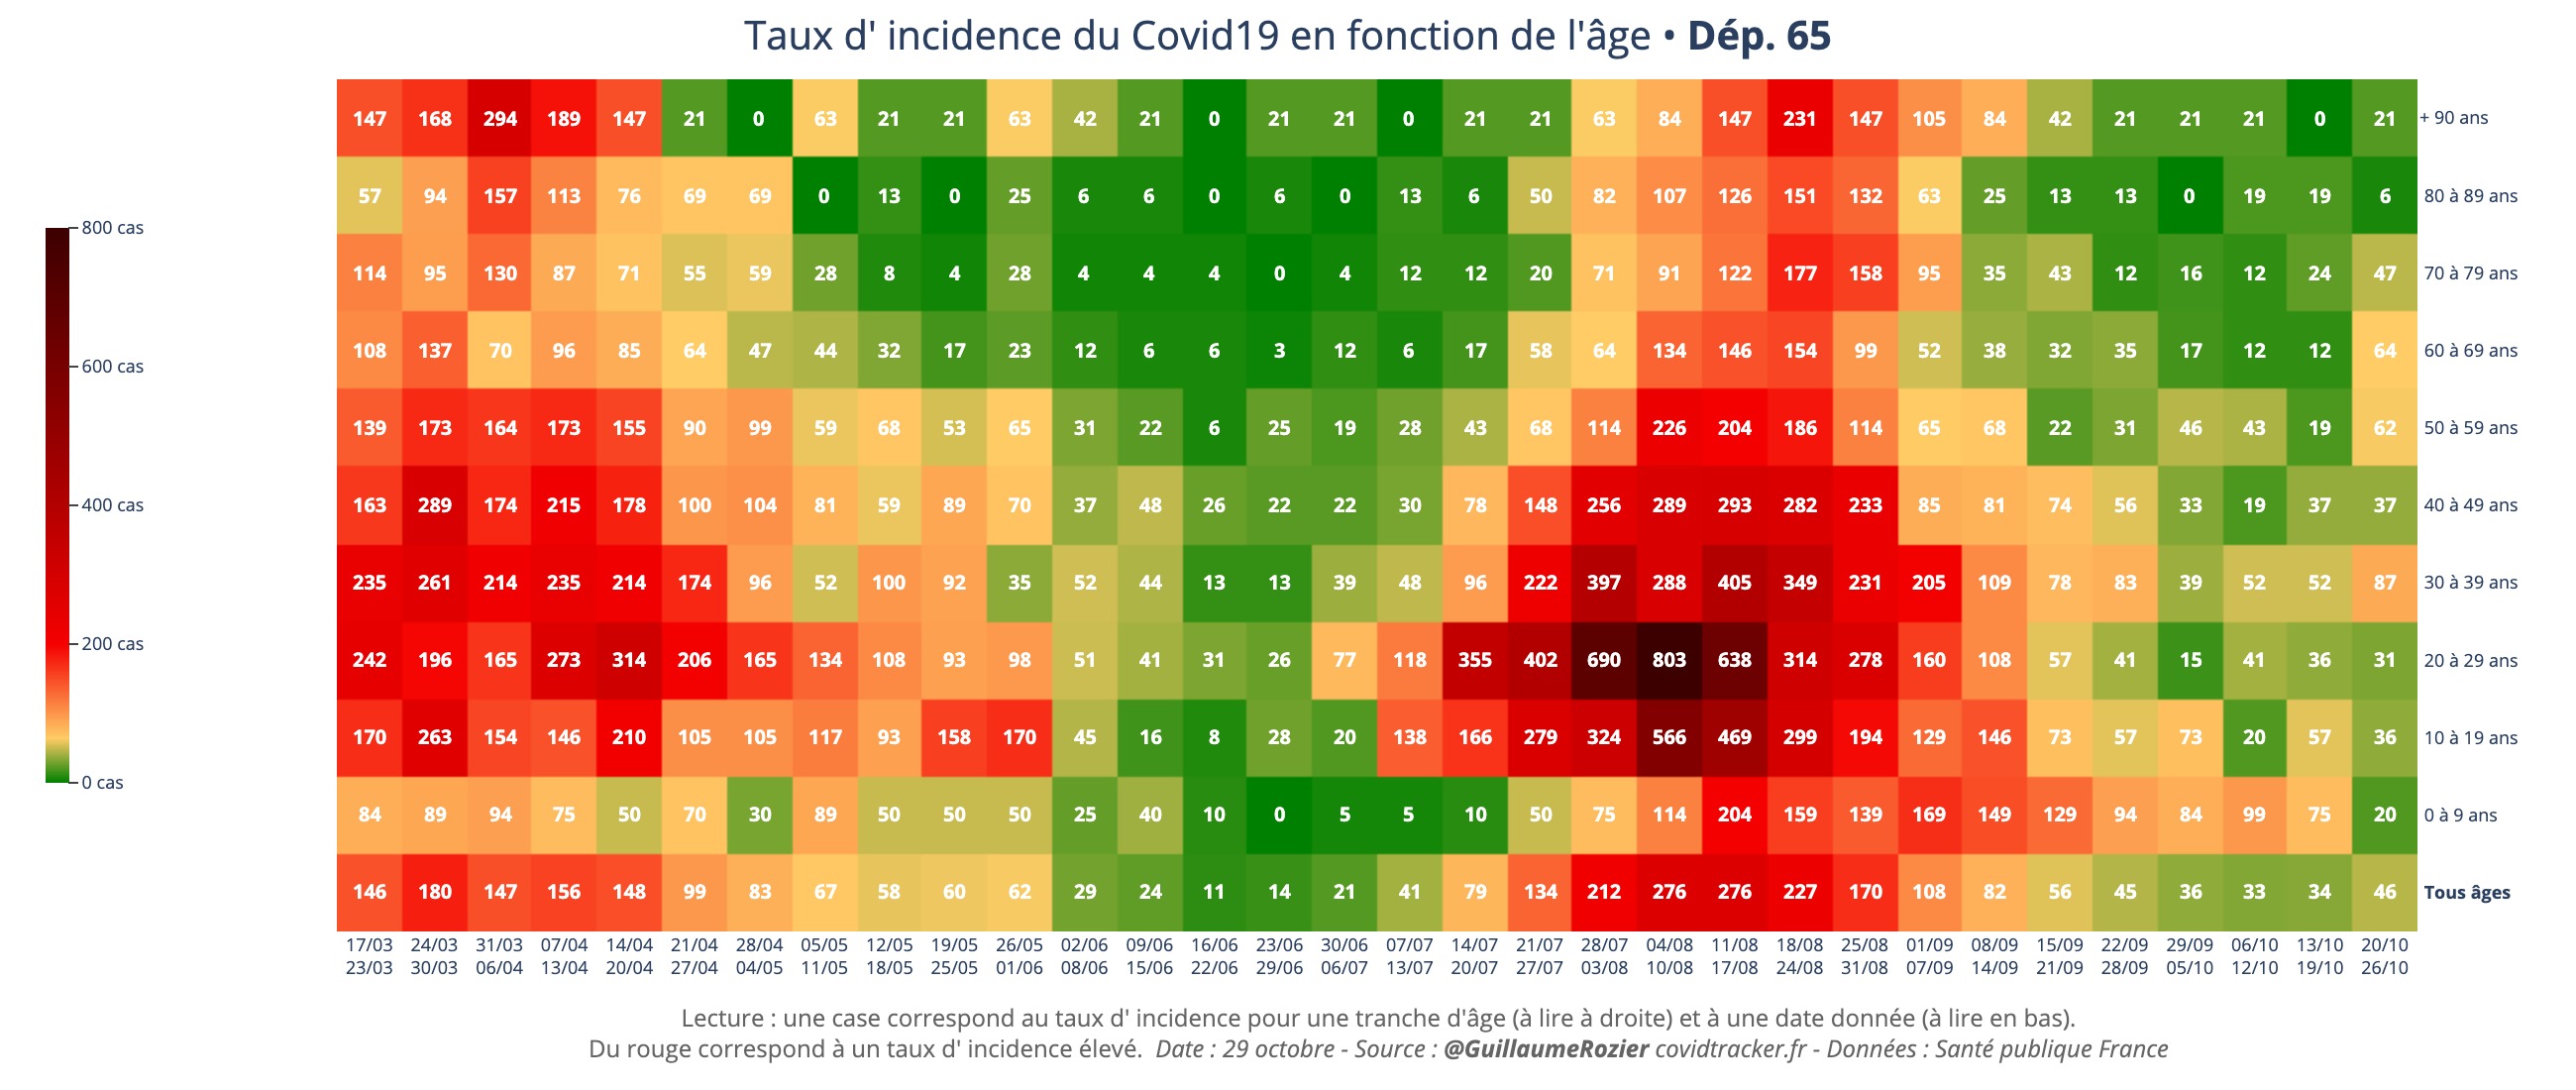 Taux d' incidence du Covid19 en fonction de l'âge • Dép. 65
800 cas
600 cas
400 cas
200 cas
0 cas
147 168 294 189 147 21 0 63 21 21 63 42 21 0 21 21 0 21 21 63 84 147 231 147 105 84 42 21 21 21 0 21 + 90 ans
57 94 157 113 76 69 69 0 13 0 25 6 6 0 6 0 13 6 50 82 107 126 151 132 63 25 13 13 0 19 19 6 80 à 89 ans
114 95 130 87 71 55 59 28 8 4 28 4 4 4 0 4 12 12 20 71 91 122 177 158 95 35 43 12 16 12 24 47 70 à 79 ans
108 137 70 96 85 64 47 44 32 17 23 12 6 6 3 12 6 17 58 64 134 146 154 99 52 38 32 35 17 12 12 64 60 à 69 ans
139 173 164 173 155 90 99 59 68 53 65 31 22 6 25 19 28 43 68 114 226 204 186 114 65 68 22 31 46 43 19 62 50 à 59 ans
163 289 174 215 178 100 104 81 59 89 70 37 48 26 22 22 30 78 148 256 289 293 282 233 85 81 74 56 33 19 37 37 40 à 49 ans
235 261 214 235 214 174 96 52 100 92 35 52 44 13 13 39 48 96 222 397 288 405 349 231 205 109 78 83 39 52 52 87 30 à 39 ans
242 196 165 273 314 206 165 134 108 93 98 51 41 31 26 77 118 355 402 690 803 638 314 278 160 108 57 41 15 41 36 31 20 à 29 ans
170 263 154 146 210 105 105 117 93 158 170 45 16 8 28 20 138 166 279 324 566 469 299 194 129 146 73 57 73 20 57 36 10 à 19 ans
84 89 94 75 50 70 30 89 50 50 50 25 40 10 0 5 5 10 50 75 114 204 159 139 169 149 129 94 84 99 75 20 0 à 9 ans
146 180 147 156 148 99 83 67 58 60 62 29 24 11 14 21 41 79 134 212 276 276 227 170 108 82 56 45 36 33 34 46 Tous âges
17/03 24/03 31/03 07/04 14/04 21/04 28/04 05/05 12/05 19/05 26/05 02/06 09/06 16/06 23/06 30/06 07/07 14/07 21/07 28/07 04/08 11/08 18/08 25/08 01/09 08/09 15/09 22/09 29/09 06/10 13/10 20/10
23/03 30/03 06/04 13/04 20/04 27/04 04/05 11/05 18/05 25/05 01/06 08/06 15/06 22/06 29/06 06/07 13/07 20/07 27/07 03/08 10/08 17/08 24/08 31/08 07/09 14/09 21/09 28/09 05/10 12/10 19/10 26/10
Lecture : une case correspond au taux d' incidence pour une tranche d'âge (à lire à droite) et à une date donnée (à lire en bas).
Du rouge correspond à un taux d' incidence élevé. Date : 29 octobre - Source : @GuillaumeRozier covidtracker.fr - Données : Santé publique France